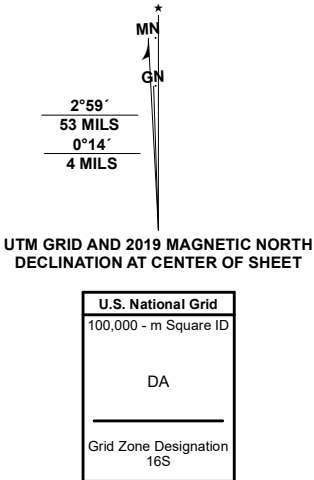 MN
GN
2°59´
53 MILS
0°14´
4 MILS
UTM GRID AND 2019 MAGNETIC NORTH
DECLINATION AT CENTER OF SHEET
U.S. National Grid
100,000 - m Square ID
DA
Grid Zone Designation
16S